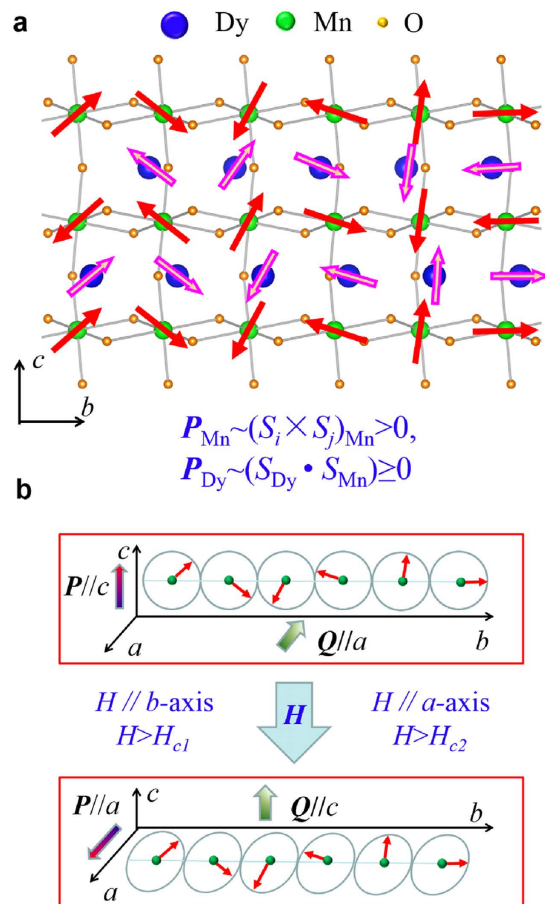 a
Dy Mn O
c
b
P_Mn~(S_i×S_j)_Mn>0,
P_Dy~(S_Dy•S_Mn)≥0
b
c
P//c
a
Q//a
b
H // b-axis
H>H_c1
H
H // a-axis
H>H_c2
P//a
c
Q//c
b
a